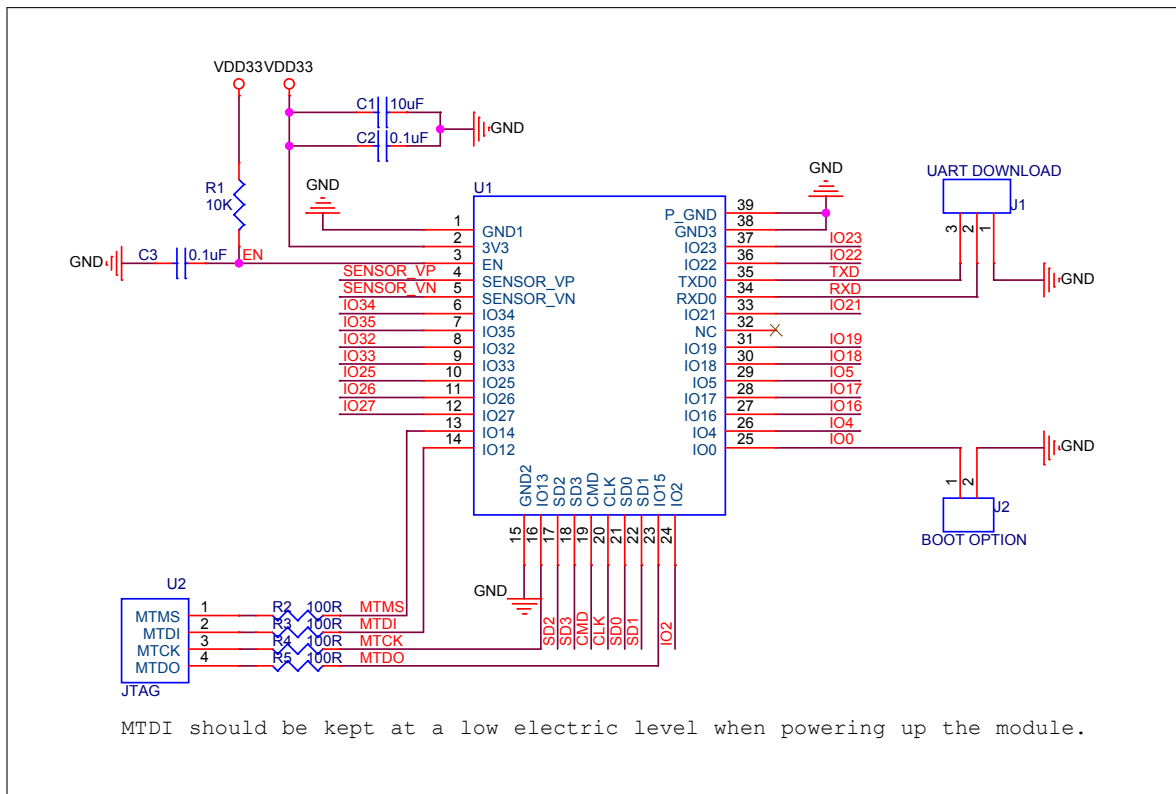 VDD33 VDD33
C1 10uF
GND
C2 0.1uF
R1
10K
GND
C3 0.1uF
GND
EN
U1
1 GND1
2 3V3
3 EN
SENSOR_VP 4 SENSOR_VP
SENSOR_VN 5 SENSOR_VN
IO34 6 IO34
IO35 7 IO35
IO32 8 IO32
IO33 9 IO33
IO25 10 IO25
IO26 11 IO26
IO27 12 IO27
13 IO14
14 IO12
GND
P_GND 39
GND3 38
IO23 37 IO23
IO22 36 IO22
TXD0 35 TXD
RXD0 34 RXD
IO21 33 IO21
NC 32
IO19 31 IO19
IO18 30 IO18
IO5 29 IO5
IO17 28 IO17
IO16 27 IO16
IO4 26 IO4
IO0 25 IO0
UART DOWNLOAD
J1
3 2 1
GND
GND
1 2
J2
BOOT OPTION
GND2 IO13 SD2 SD3 CMD CLK SD0 SD1 IO15 IO2
15 16 17 18 19 20 21 22 23 24
GND
SD2 SD3 CMD CLK SD0 SD1 IO2
U2
MTMS 1 R2 100R MTMS
MTDI 2 R3 100R MTDI
MTCK 3 R4 100R MTCK
MTDO 4 R5 100R MTDO
JTAG
MTDI should be kept at a low electric level when powering up the module.